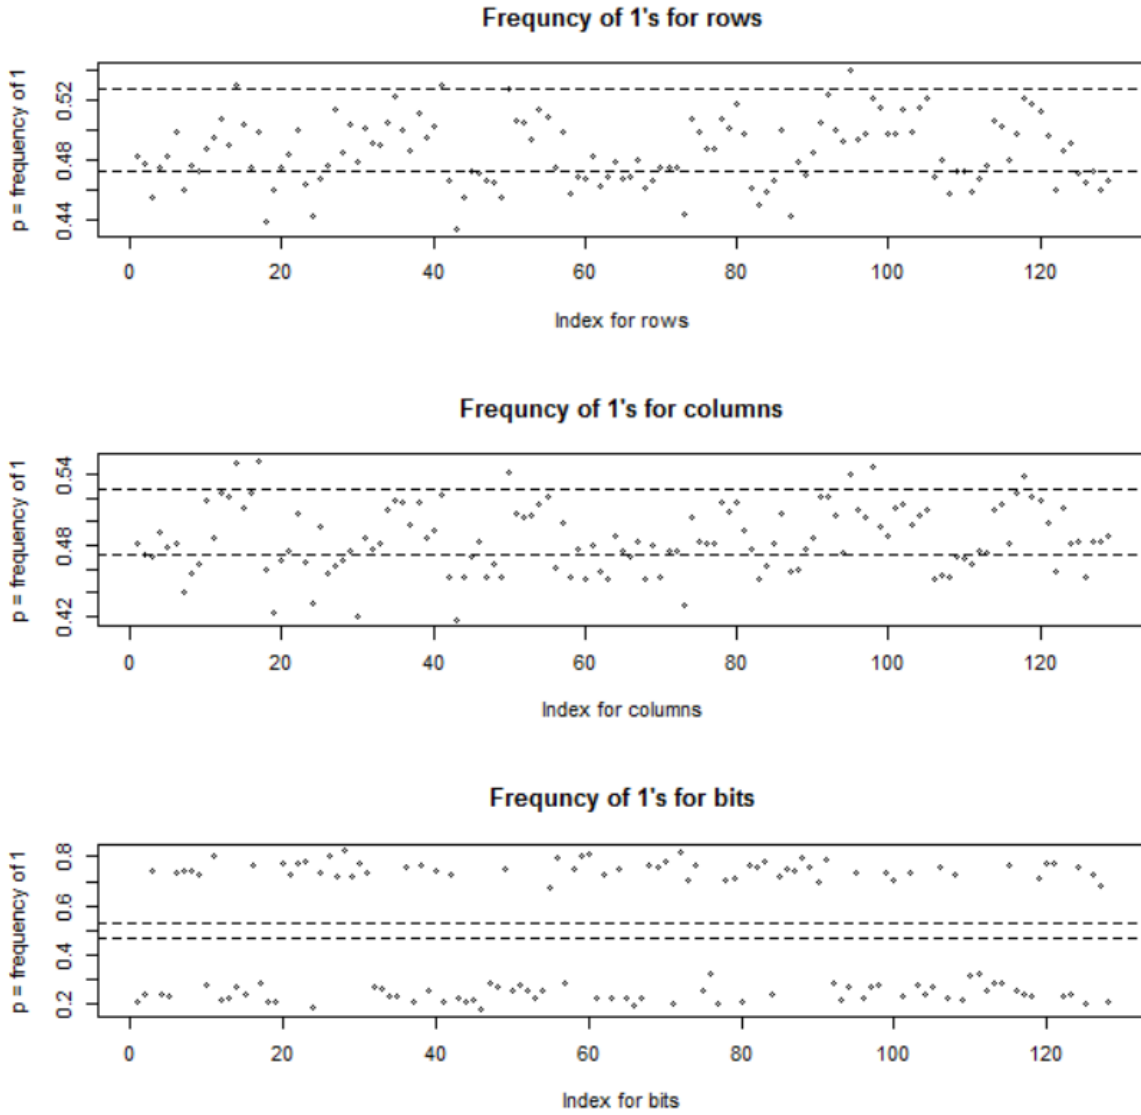 Frequncy of 1's for rows
p = frequency of 1
0.52
0.48
0.44
0 20 40 60 80 100 120
Index for rows
Frequncy of 1's for columns
p = frequency of 1
0.54
0.48
0.42
0 20 40 60 80 100 120
Index for columns
Frequncy of 1's for bits
p = frequency of 1
0.8
0.6
0.4
0.2
0 20 40 60 80 100 120
Index for bits